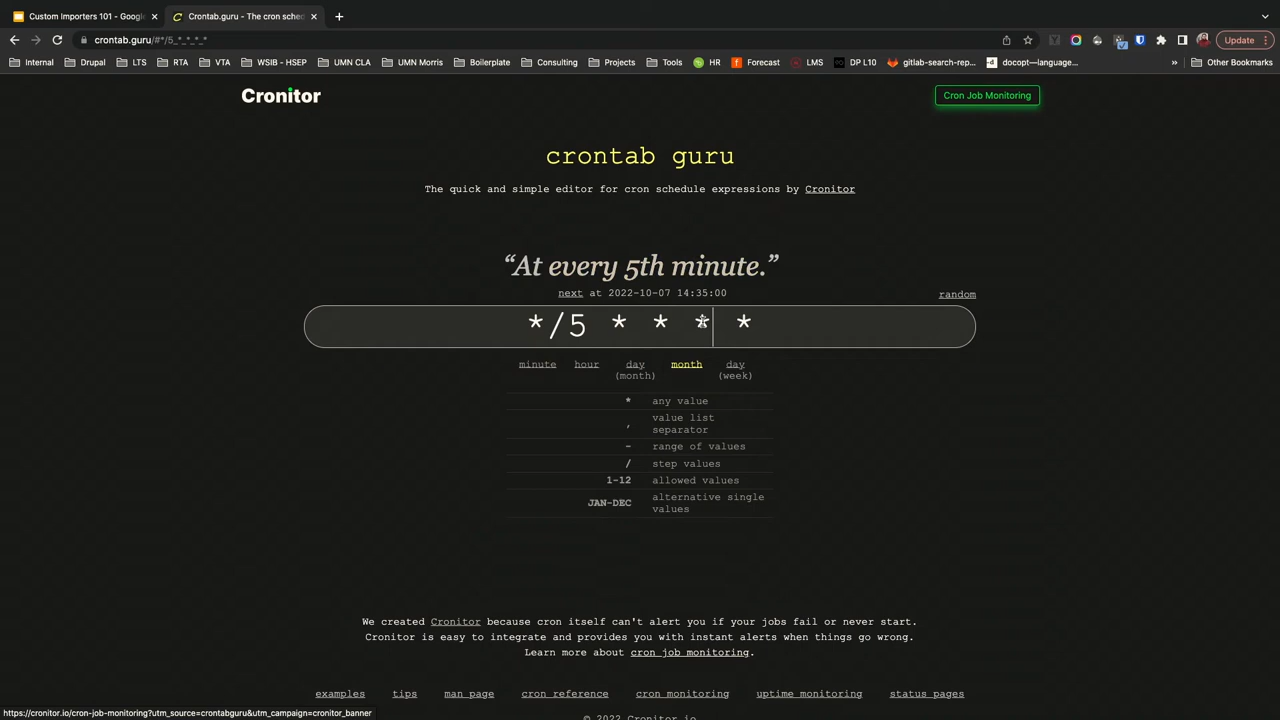 Custom Importers 101 - Google
Crontab.guru - The cron sched
crontab.guru/#*/5_*_*_*_*
Update
Internal
Drupal
LTS
RTA
VTA
WSIB - HSEP
UMN CLA
UMN Morris
Boilerplate
Consulting
Projects
Tools
HR
Forecast
LMS
DP L10
gitlab-search-rep...
docopt—language...
»
Other Bookmarks
Cronitor
Cron Job Monitoring
crontab guru
The quick and simple editor for cron schedule expressions by Cronitor
“At every 5th minute.”
next at 2022-10-07 14:35:00
random
*/5 * * * *
minute hour day (month) month day (week)
* any value
, value list separator
- range of values
/ step values
1-12 allowed values
JAN-DEC alternative single values
We created Cronitor because cron itself can't alert you if your jobs fail or never start.
Cronitor is easy to integrate and provides you with instant alerts when things go wrong.
Learn more about cron job monitoring.
examples tips man page cron reference cron monitoring uptime monitoring status pages
© 2022 Cronitor.io
https://cronitor.io/cron-job-monitoring?utm_source=crontabguru&utm_campaign=cronitor_banner